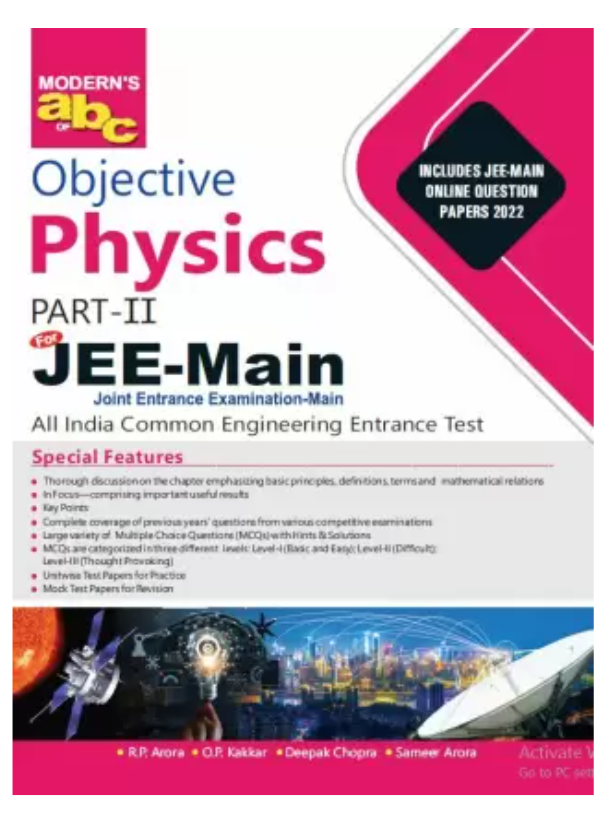 MODERN'S
abc
OF
INCLUDES JEE-MAIN
ONLINE QUESTION
PAPERS 2022
Objective
Physics
PART-II
For
JEE-Main
Joint Entrance Examination-Main
All India Common Engineering Entrance Test
Special Features
• Thorough discussion on the chapter emphasizing basic principles, definitions, terms and mathematical relations
• In Focus—comprising important useful results
• Key Points
• Complete coverage of previous years' questions from various competitive examinations
• Large variety of Multiple Choice Questions (MCQs) with Hints & Solutions
• MCQs are categorized in three different levels: Level-I (Basic and Easy); Level-II (Difficult);
Level-III (Thought Provoking)
• Unitwise Test Papers for Practice
• Mock Test Papers for Revision
• R.P. Arora • O.P. Kakkar • Deepak Chopra • Sameer Arora
Activate W
Go to PC sett